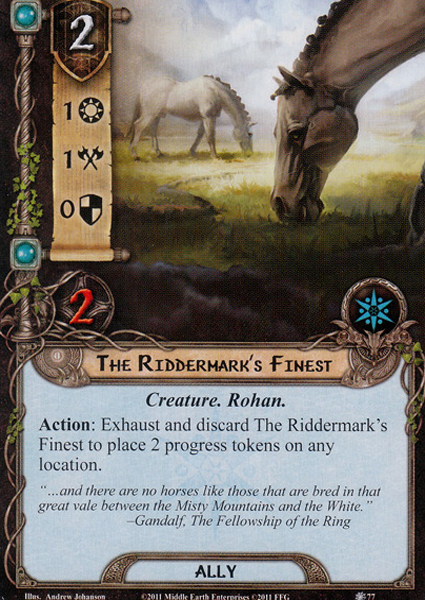 2
1
1
0
2
THE RIDDERMARK'S FINEST
Creature. Rohan.
Action: Exhaust and discard The Riddermark's
Finest to place 2 progress tokens on any
location.
“...and there are no horses like those that are bred in that
great vale between the Misty Mountains and the White.”
–Gandalf, The Fellowship of the Ring
ALLY
Illus. Andrew Johanson ©2011 Middle Earth Enterprises ©2011 FFG 77